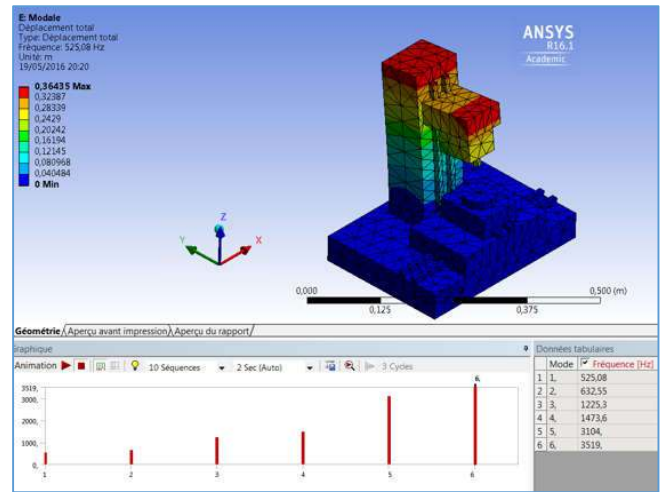 E: Modale
Déplacement total
Type: Déplacement total
Fréquence: 525,08 Hz
Unité: m
19/05/2016 20:20
0,36435 Max
0,32387
0,28339
0,2429
0,20242
0,16194
0,12145
0,080968
0,040484
0 Min
ANSYS
R16.1
Academic
Z
Y
X
0,000
0,125
0,375
0,500 (m)
Géométrie Aperçu avant impression Aperçu du rapport
Graphique
Animation 10 Séquences 2 Sec (Auto) 3 Cycles
3519,
3000,
2000,
1000,
0,
6,
1 2 3 4 5 6
Données tabulaires
Mode Fréquence [Hz]
1 1, 525,08
2 2, 632,55
3 3, 1225,3
4 4, 1473,6
5 5, 3104,
6 6, 3519,